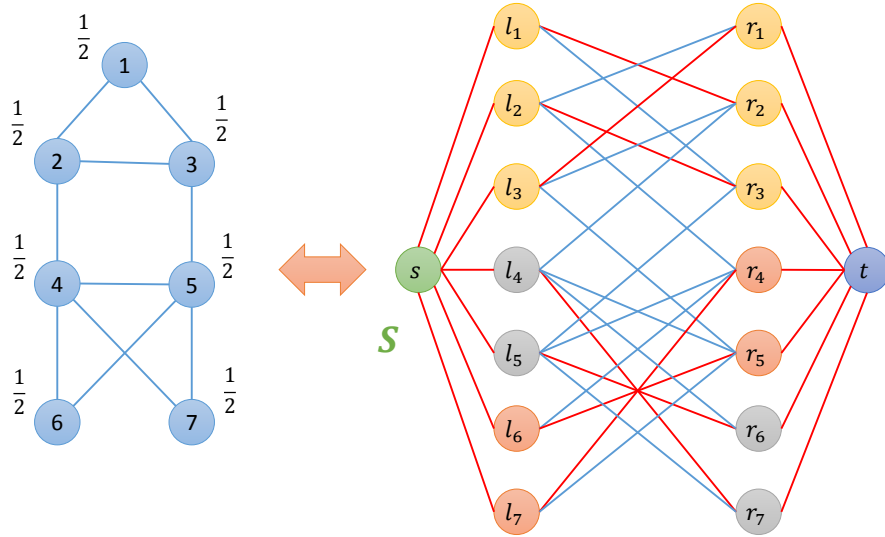 1/2
1
1/2
1/2
2
3
1/2
1/2
4
5
1/2
1/2
6
7
l₁
l₂
l₃
l₄
l₅
l₆
l₇
s
S
r₁
r₂
r₃
r₄
r₅
r₆
r₇
t